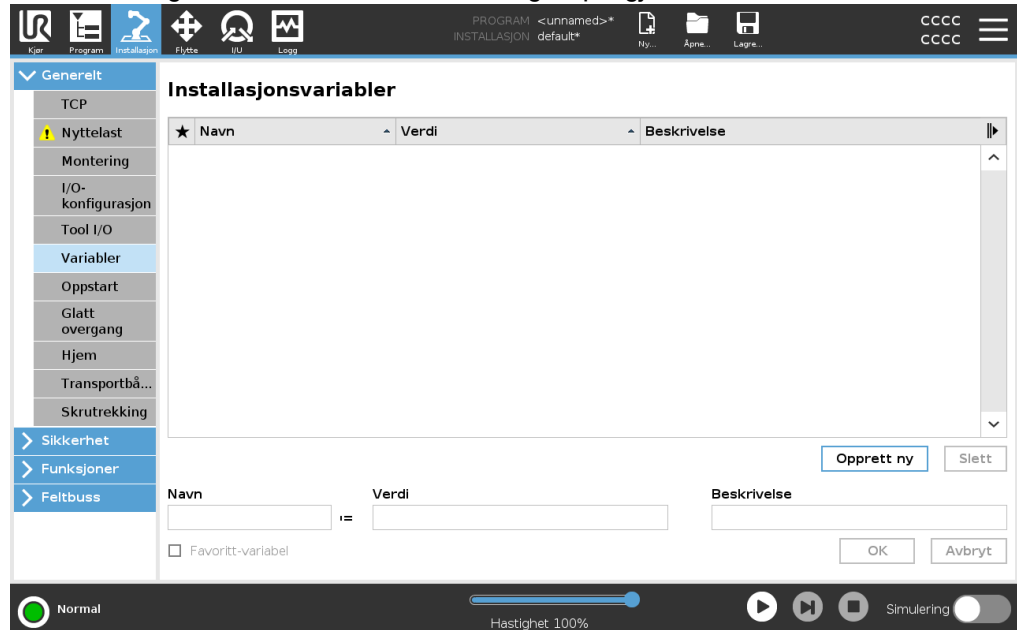 PROGRAM <unnamed>*
INSTALLASJON default*
CCCC
CCCC
Kjør Program Installasjon Flytte I/U Logg Ny... Åpne... Lagre...
Generelt
TCP
Nyttelast
Montering
I/O-
konfigurasjon
Tool I/O
Variabler
Oppstart
Glatt
overgang
Hjem
Transportbå...
Skrutrekking
Sikkerhet
Funksjoner
Feltbuss
Installasjonsvariabler
Navn Verdi Beskrivelse
Opprett ny Slett
Navn Verdi Beskrivelse
Favoritt-variabel
OK Avbryt
Normal
Hastighet 100%
Simulering